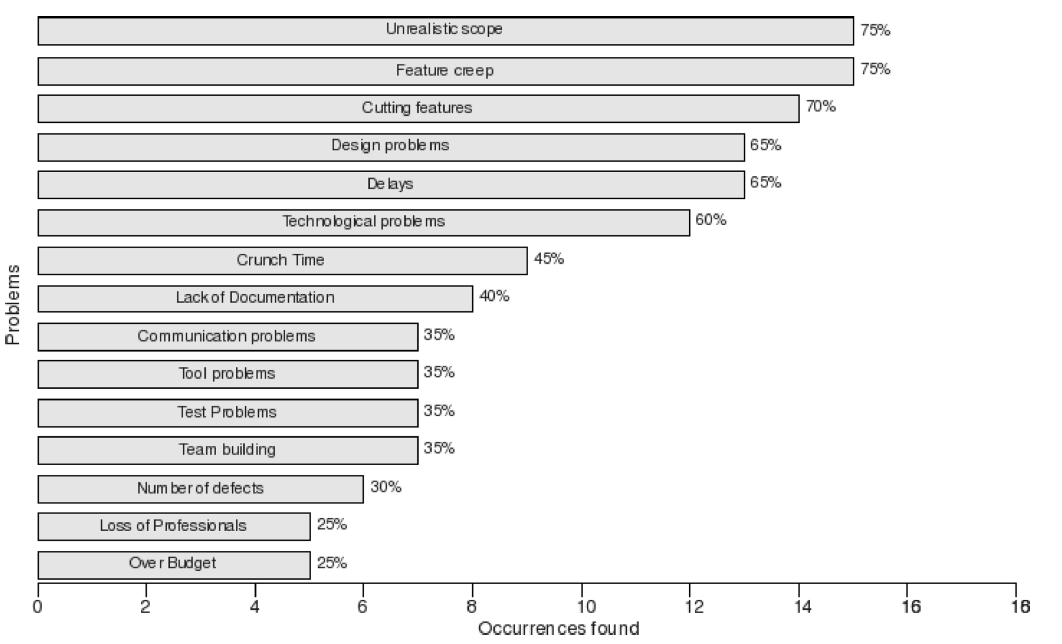 Unrealistic scope 75%
Feature creep 75%
Cutting features 70%
Design problems 65%
Delays 65%
Technological problems 60%
Crunch Time 45%
Lack of Documentation 40%
Communication problems 35%
Tool problems 35%
Test Problems 35%
Team building 35%
Number of defects 30%
Loss of Professionals 25%
Over Budget 25%
Problems
0 2 4 6 8 10 12 14 16 18
Occurrences found